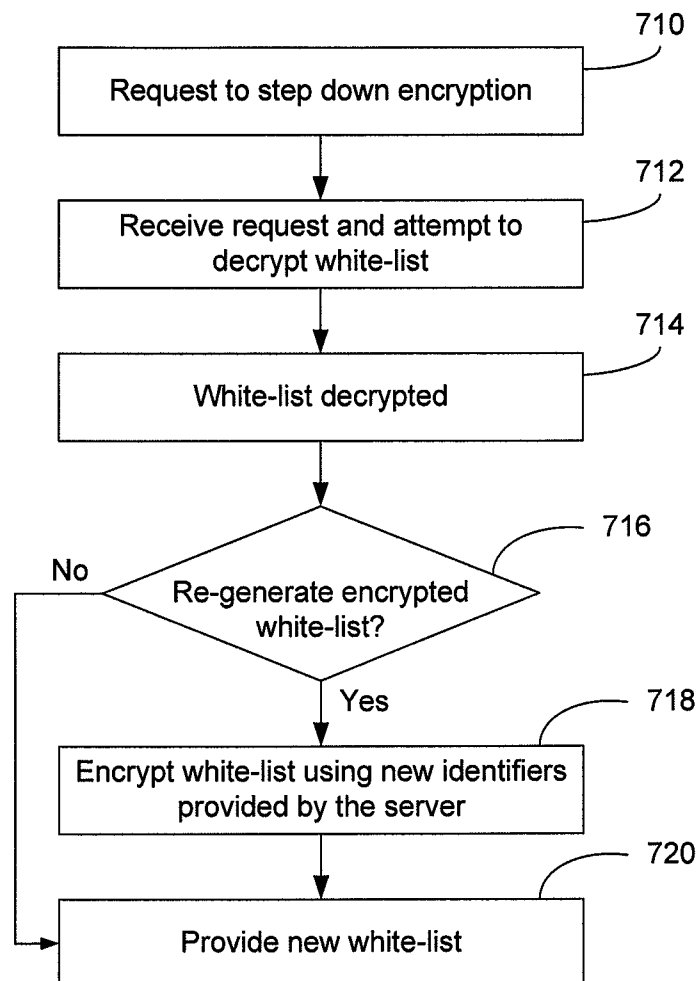 710
Request to step down encryption
712
Receive request and attempt to
decrypt white-list
714
White-list decrypted
716
No
Re-generate encrypted
white-list?
Yes
718
Encrypt white-list using new identifiers
provided by the server
720
Provide new white-list